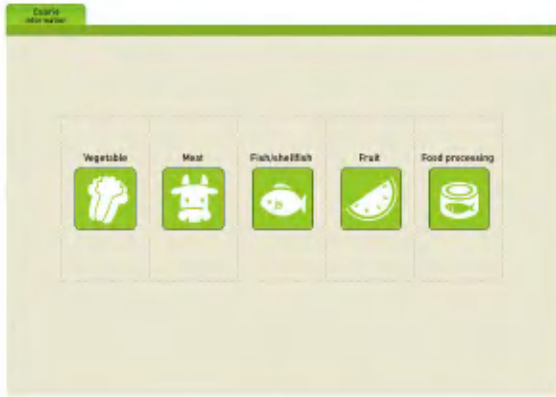 Calorie
information
Vegetable
Meat
Fish/shellfish
Fruit
Food processing